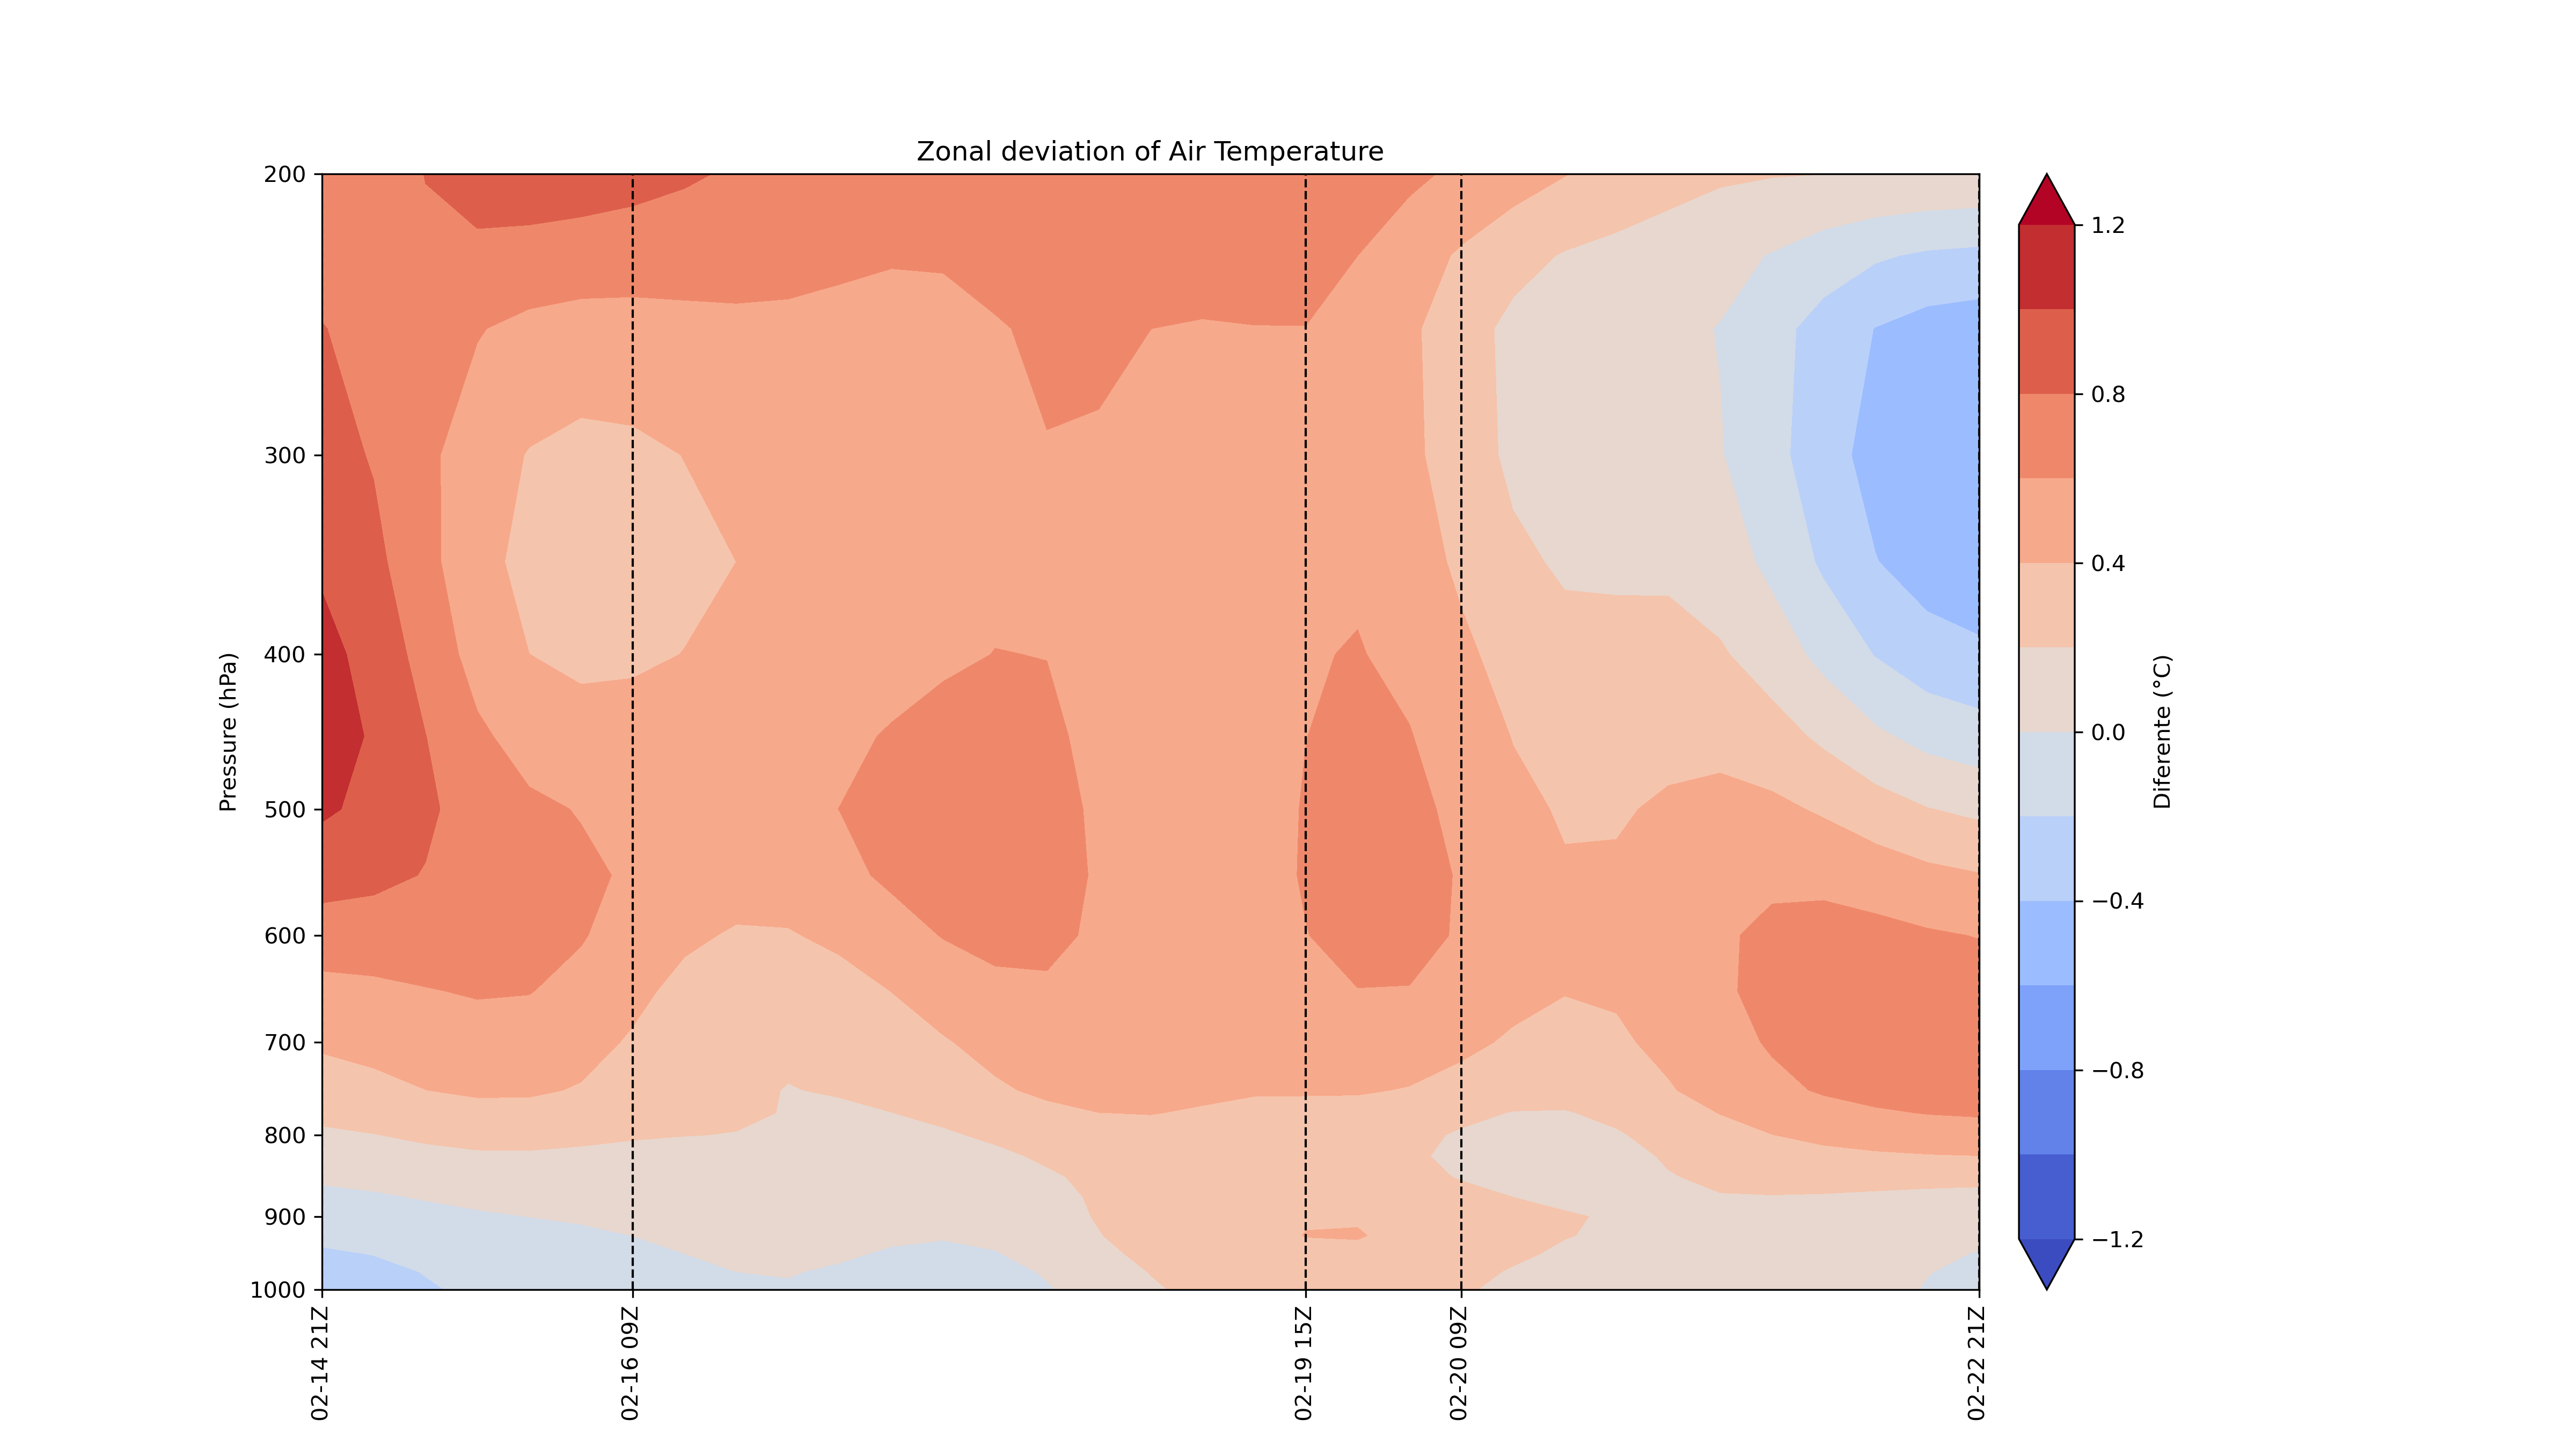 Zonal deviation of Air Temperature
Pressure (hPa)
200
300
400
500
600
700
800
900
1000
02-14 21Z
02-16 09Z
02-19 15Z
02-20 09Z
02-22 21Z
1.2
0.8
0.4
0.0
−0.4
−0.8
−1.2
Diferente (°C)